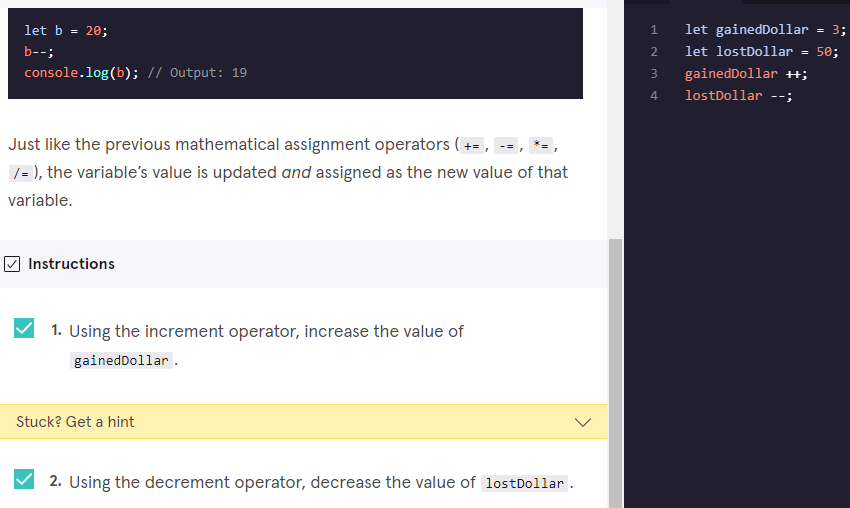 let b = 20;
b--;
console.log(b); // Output: 19
Just like the previous mathematical assignment operators ( += , -= , *= ,
/= ), the variable’s value is updated and assigned as the new value of that
variable.
Instructions
1. Using the increment operator, increase the value of
gainedDollar .
Stuck? Get a hint
2. Using the decrement operator, decrease the value of lostDollar .
1 let gainedDollar = 3;
2 let lostDollar = 50;
3 gainedDollar ++;
4 lostDollar --;